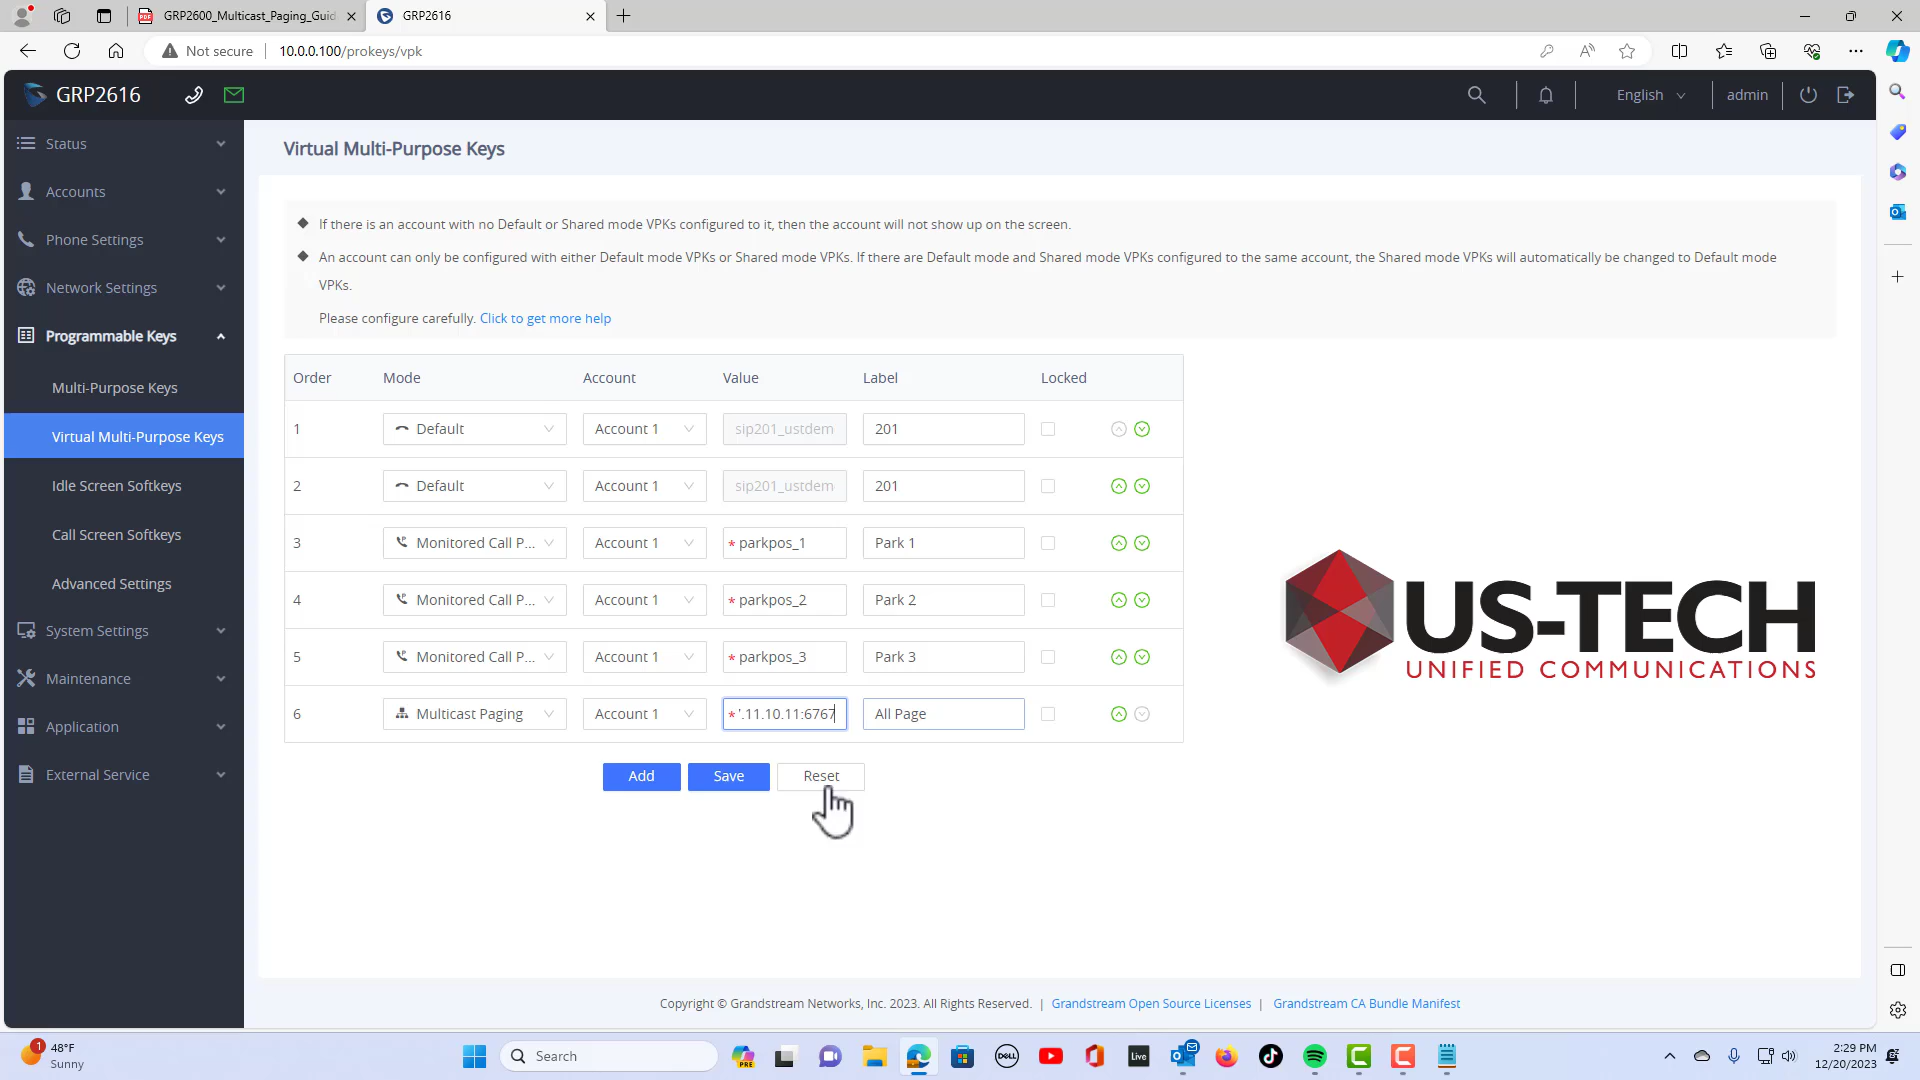 GRP2600_Multicast_Paging_Guid
GRP2616
Not secure
10.0.0.100/prokeys/vpk
GRP2616
English
admin
Status
Accounts
Phone Settings
Network Settings
Programmable Keys
Multi-Purpose Keys
Virtual Multi-Purpose Keys
Idle Screen Softkeys
Call Screen Softkeys
Advanced Settings
System Settings
Maintenance
Application
External Service
Virtual Multi-Purpose Keys
If there is an account with no Default or Shared mode VPKs configured to it, then the account will not show up on the screen.
An account can only be configured with either Default mode VPKs or Shared mode VPKs. If there are Default mode and Shared mode VPKs configured to the same account, the Shared mode VPKs will automatically be changed to Default mode
VPKs.
Please configure carefully. Click to get more help
Order Mode Account Value Label Locked
1 Default Account 1 sip201_ustdem 201
2 Default Account 1 sip201_ustdem 201
3 Monitored Call P... Account 1 * parkpos_1 Park 1
4 Monitored Call P... Account 1 * parkpos_2 Park 2
5 Monitored Call P... Account 1 * parkpos_3 Park 3
6 Multicast Paging Account 1 * .11.10.11:6767 All Page
Add Save Reset
US-TECH
UNIFIED COMMUNICATIONS
Copyright © Grandstream Networks, Inc. 2023. All Rights Reserved. | Grandstream Open Source Licenses | Grandstream CA Bundle Manifest
1
48°F
Sunny
Search
PRE
DELL
Live
2:29 PM
12/20/2023